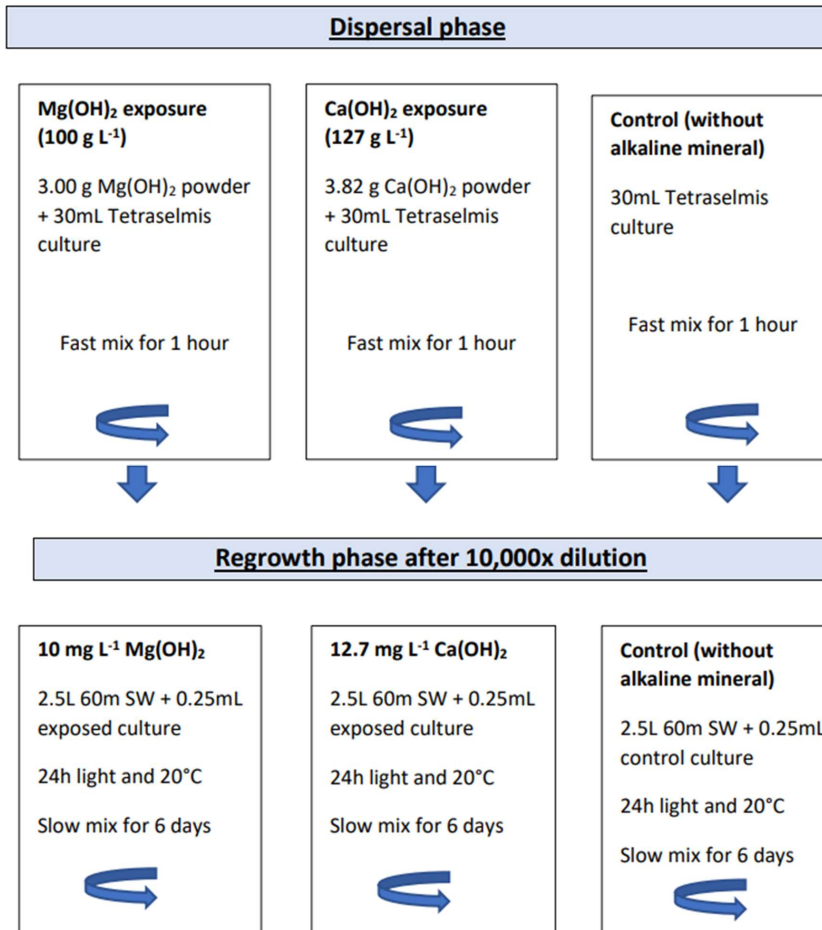 Dispersal phase
Mg(OH)₂ exposure
(100 g L⁻¹)
3.00 g Mg(OH)₂ powder
+ 30mL Tetraselmis
culture
Fast mix for 1 hour
Ca(OH)₂ exposure
(127 g L⁻¹)
3.82 g Ca(OH)₂ powder
+ 30mL Tetraselmis
culture
Fast mix for 1 hour
Control (without
alkaline mineral)
30mL Tetraselmis
culture
Fast mix for 1 hour
Regrowth phase after 10,000x dilution
10 mg L⁻¹ Mg(OH)₂
2.5L 60m SW + 0.25mL
exposed culture
24h light and 20°C
Slow mix for 6 days
12.7 mg L⁻¹ Ca(OH)₂
2.5L 60m SW + 0.25mL
exposed culture
24h light and 20°C
Slow mix for 6 days
Control (without
alkaline mineral)
2.5L 60m SW + 0.25mL
control culture
24h light and 20°C
Slow mix for 6 days